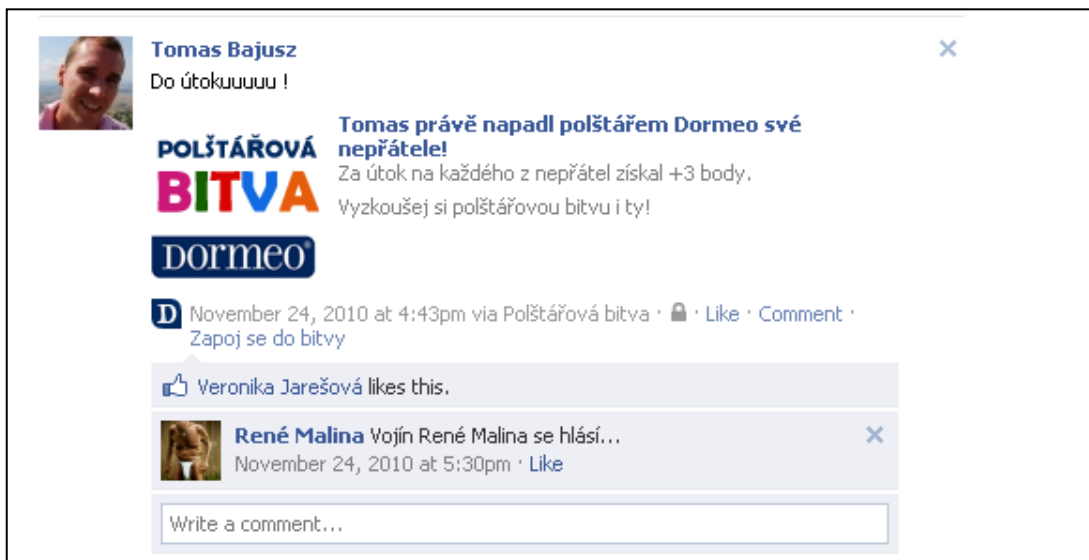 Tomas Bajusz
Do útokuuuuu !
POLŠTÁŘOVÁ
BITVA
DORMEO®
Tomas právě napadl polštářem Dormeo své
nepřátele!
Za útok na každého z nepřátel získal +3 body.
Vyzkoušej si polštářovou bitvu i ty!
D November 24, 2010 at 4:43pm via Polštářová bitva · Like · Comment ·
Zapoj se do bitvy
Veronika Jarešová likes this.
René Malina Vojín René Malina se hlásí...
November 24, 2010 at 5:30pm · Like
Write a comment...